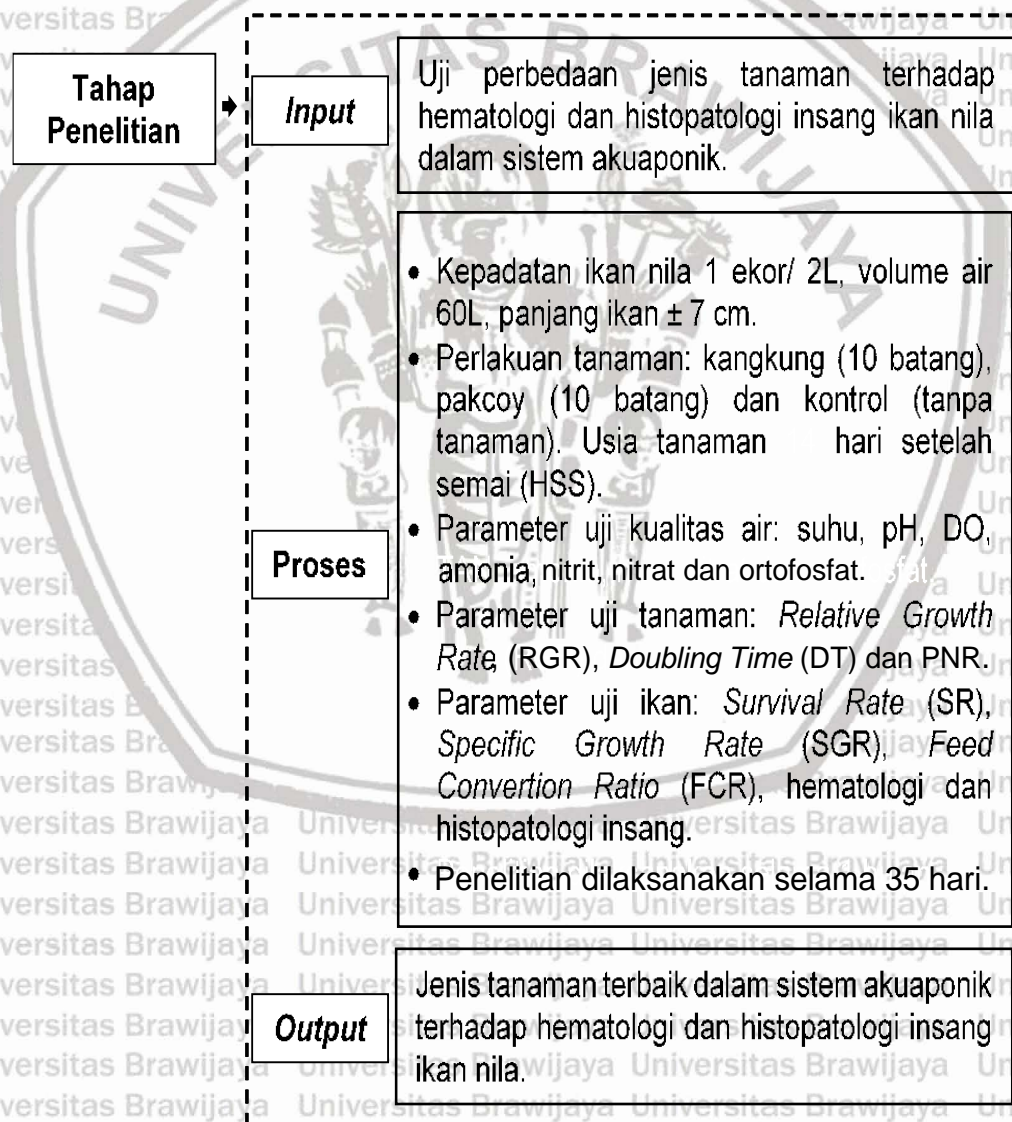 Tahap
Penelitian
Input
Uji perbedaan jenis tanaman terhadap
hematologi dan histopatologi insang ikan nila
dalam sistem akuaponik.
Proses
• Kepadatan ikan nila 1 ekor/ 2L, volume air
60L, panjang ikan ± 7 cm.
• Perlakuan tanaman: kangkung (10 batang),
pakcoy (10 batang) dan kontrol (tanpa
tanaman). Usia tanaman hari setelah
semai (HSS).
• Parameter uji kualitas air: suhu, pH, DO,
amonia, nitrit, nitrat dan ortofosfat.
• Parameter uji tanaman: Relative Growth
Rate, (RGR), Doubling Time (DT) dan PNR.
• Parameter uji ikan: Survival Rate (SR),
Specific Growth Rate (SGR), Feed
Convertion Ratio (FCR), hematologi dan
histopatologi insang.
• Penelitian dilaksanakan selama 35 hari.
Output
Jenis tanaman terbaik dalam sistem akuaponik
terhadap hematologi dan histopatologi insang
ikan nila.
UNIVERSITAS BRAWIJAYA